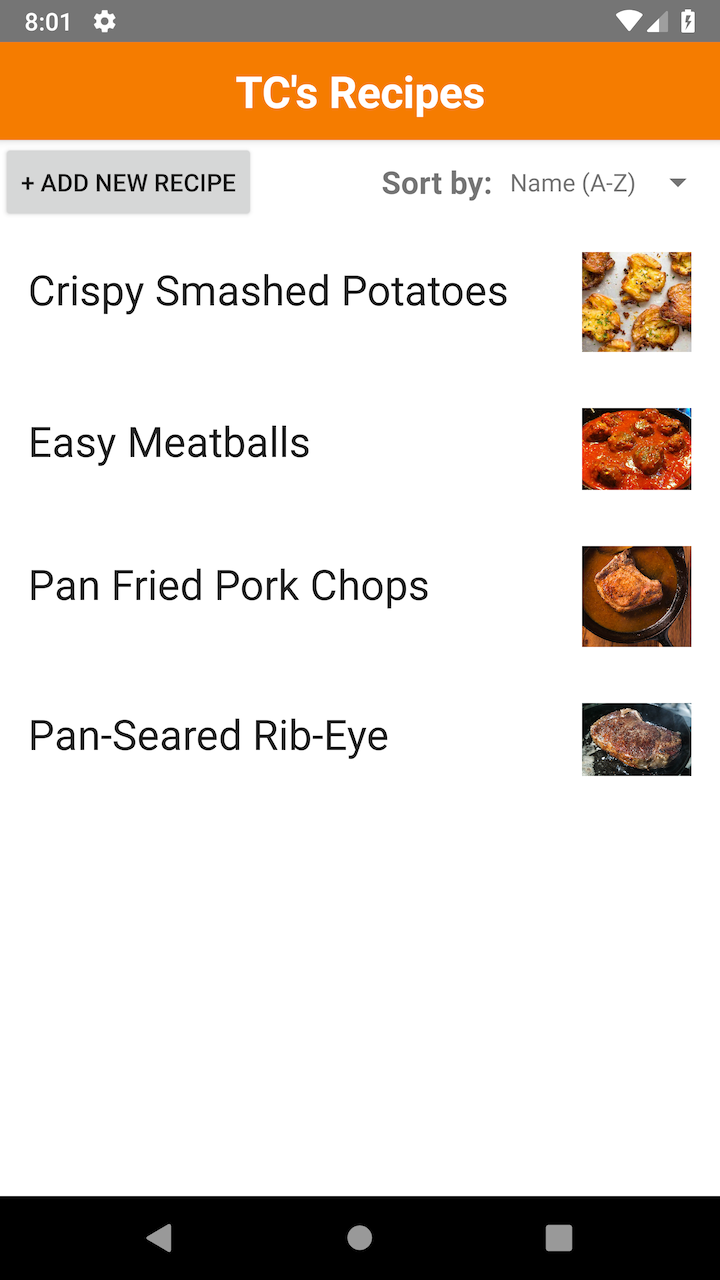 8:01
TC's Recipes
+ ADD NEW RECIPE
Sort by: Name (A-Z)
Crispy Smashed Potatoes
Easy Meatballs
Pan Fried Pork Chops
Pan-Seared Rib-Eye